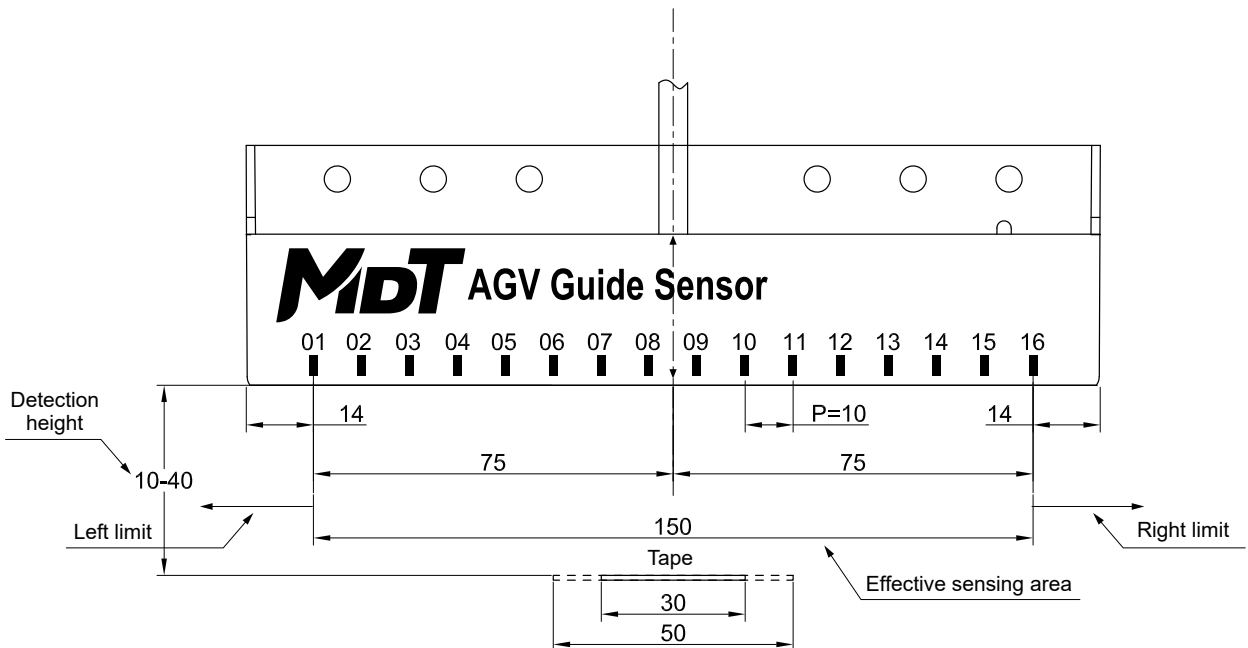 MDT AGV Guide Sensor
01 02 03 04 05 06 07 08 09 10 11 12 13 14 15 16
Detection
height
14
P=10
14
75
75
10-40
Left limit
150
Right limit
Tape
Effective sensing area
30
50